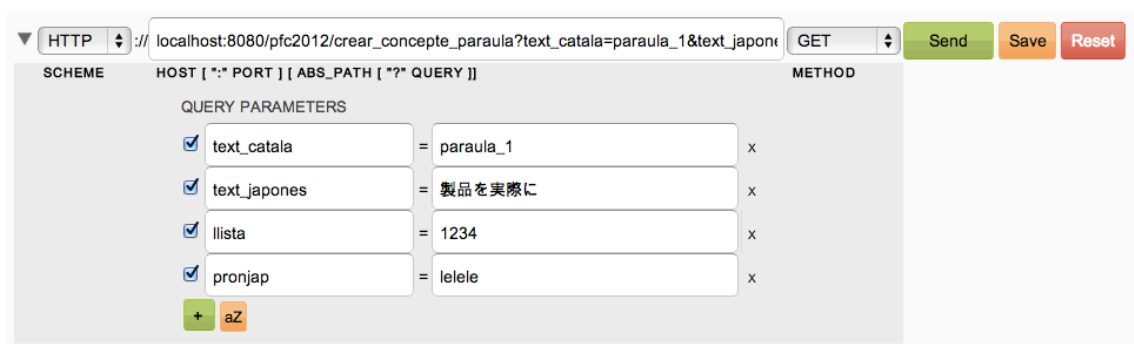 HTTP :// localhost:8080/pfc2012/crear_concepte_paraula?text_catala=paraula_1&text_japone GET Send Save Reset
SCHEME HOST [ ":" PORT ] [ ABS_PATH [ "?" QUERY ]] METHOD
QUERY PARAMETERS
text_catala = paraula_1 x
text_japones = 製品を実際に x
llista = 1234 x
pronjap = lelele x
+ aZ